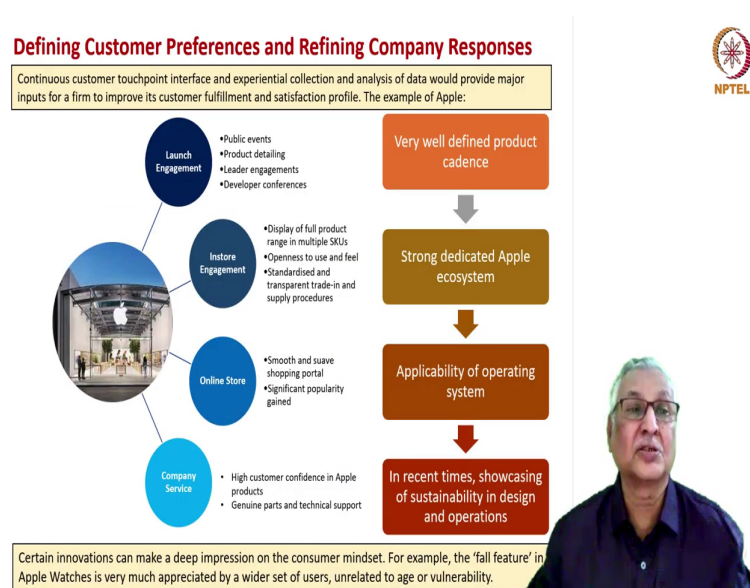 Defining Customer Preferences and Refining Company Responses
NPTEL
Continuous customer touchpoint interface and experiential collection and analysis of data would provide major
inputs for a firm to improve its customer fulfillment and satisfaction profile. The example of Apple:
Launch
Engagement
•Public events
•Product detailing
•Leader engagements
•Developer conferences
Instore
Engagement
•Display of full product
range in multiple SKUs
•Openness to use and feel
•Standardised and
transparent trade-in and
supply procedures
Online Store
•Smooth and suave
shopping portal
•Significant popularity
gained
Company
Service
• High customer confidence in Apple
products
• Genuine parts and technical support
Very well defined product
cadence
Strong dedicated Apple
ecosystem
Applicability of operating
system
In recent times, showcasing
of sustainability in design
and operations
Certain innovations can make a deep impression on the consumer mindset. For example, the ‘fall feature’ in
Apple Watches is very much appreciated by a wider set of users, unrelated to age or vulnerability.